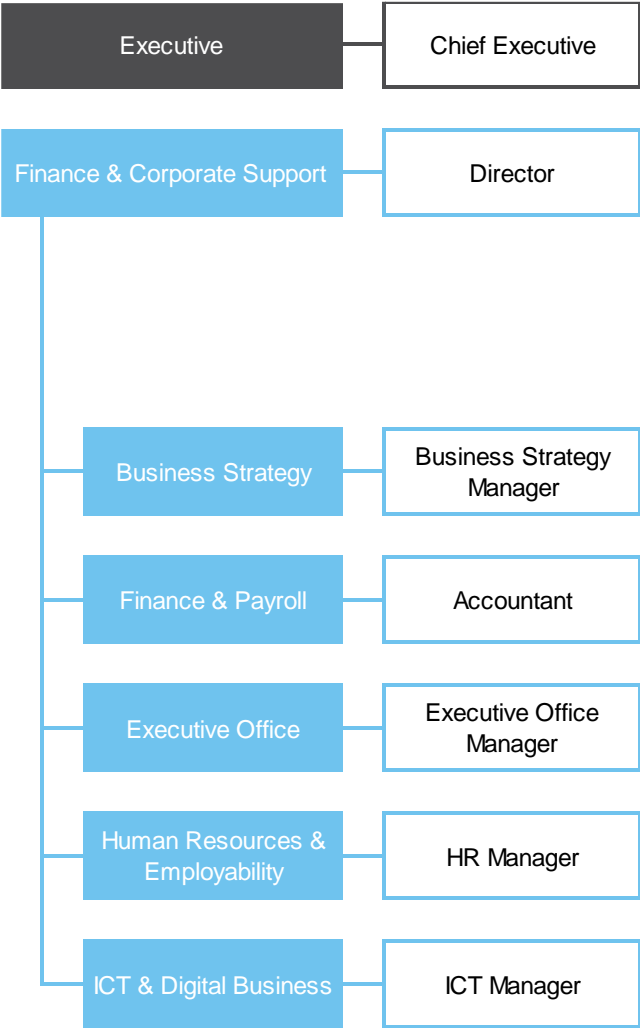 Executive
Chief Executive
Finance & Corporate Support
Director
Business Strategy
Business Strategy
Manager
Finance & Payroll
Accountant
Executive Office
Executive Office
Manager
Human Resources &
Employability
HR Manager
ICT & Digital Business
ICT Manager